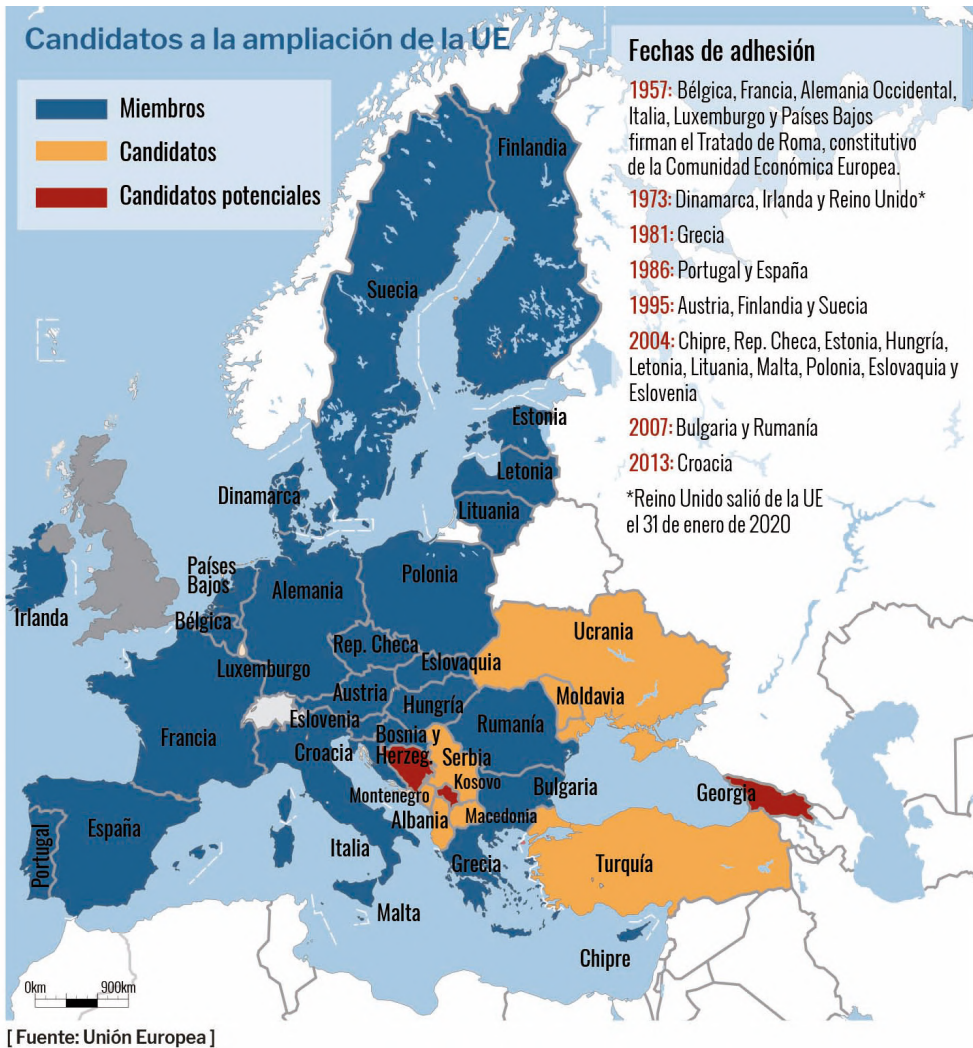 Candidatos a la ampliación de la UE
Miembros
Candidatos
Candidatos potenciales
Fechas de adhesión
1957: Bélgica, Francia, Alemania Occidental,
Italia, Luxemburgo y Países Bajos
firman el Tratado de Roma, constitutivo
de la Comunidad Económica Europea.
1973: Dinamarca, Irlanda y Reino Unido*
1981: Grecia
1986: Portugal y España
1995: Austria, Finlandia y Suecia
2004: Chipre, Rep. Checa, Estonia, Hungría,
Letonia, Lituania, Malta, Polonia, Eslovaquia y
Eslovenia
2007: Bulgaria y Rumanía
2013: Croacia
*Reino Unido salió de la UE
el 31 de enero de 2020
Finlandia
Suecia
Estonia
Letonia
Dinamarca
Lituania
Países
Bajos
Polonia
Alemania
Irlanda
Bélgica
Ucrania
Rep. Checa
Luxemburgo
Eslovaquia
Austria
Moldavia
Hungría
Eslovenia
Rumanía
Francia
Bosnia y
Herzeg.
Croacia
Serbia
Kosovo
Bulgaria
Georgia
Montenegro
Albania
Macedonia
España
Portugal
Italia
Grecia
Turquía
Malta
Chipre
0km
900km
[ Fuente: Unión Europea ]